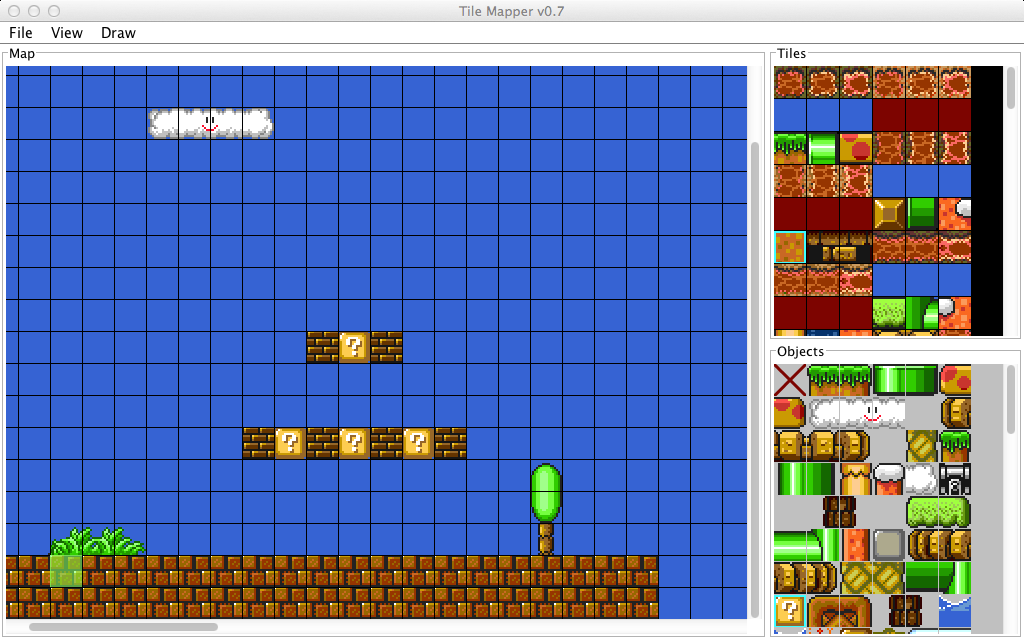 Tile Mapper v0.7
File View Draw
Map
Tiles
?
? ? ?
Objects
?